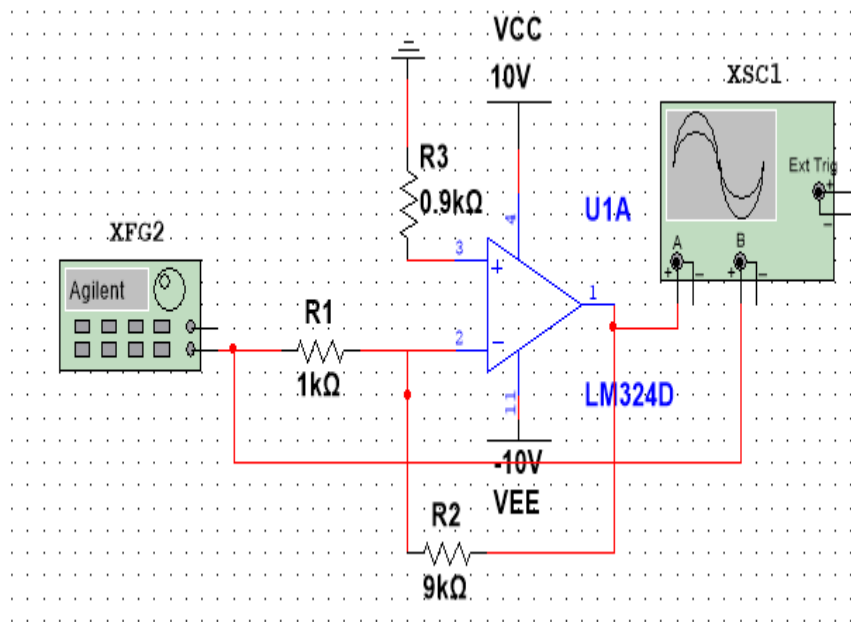 VCC
10V
XSC1
R3
0.9kΩ
U1A
Ext Trig
+
−
4
3
+
A
B
+
−
+
−
XFG2
Agilent
R1
1kΩ
1
2
−
11
LM324D
-10V
VEE
R2
9kΩ